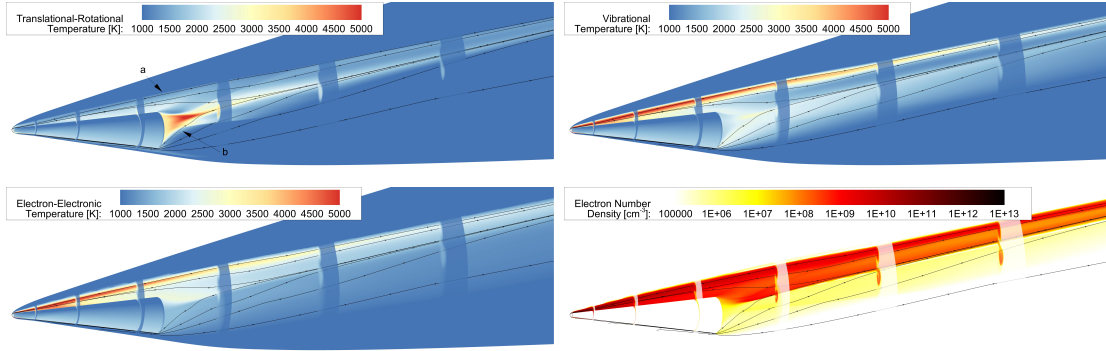 Translational-Rotational
Temperature [K]: 1000 1500 2000 2500 3000 3500 4000 4500 5000
a
b
Vibrational
Temperature [K]: 1000 1500 2000 2500 3000 3500 4000 4500 5000
Electron-Electronic
Temperature [K]: 1000 1500 2000 2500 3000 3500 4000 4500 5000
Electron Number
Density [cm⁻³]: 100000 1E+06 1E+07 1E+08 1E+09 1E+10 1E+11 1E+12 1E+13